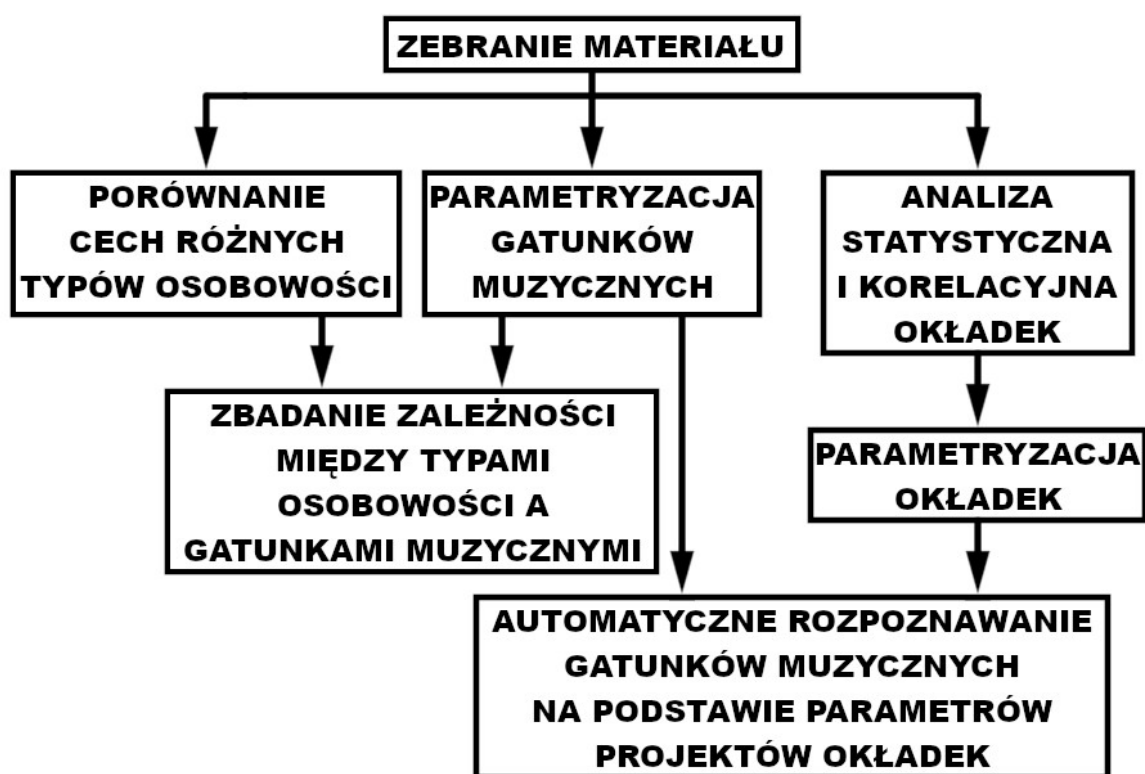 ZEBRANIE MATERIAŁU
PORÓWNANIE
CECH RÓŻNYCH
TYPÓW OSOBOWOŚCI
PARAMETRYZACJA
GATUNKÓW
MUZYCZNYCH
ANALIZA
STATYSTYCZNA
I KORELACYJNA
OKŁADEK
ZBADANIE ZALEŻNOŚCI
MIĘDZY TYPAMI
OSOBOWOŚCI A
GATUNKAMI MUZYCZNYMI
PARAMETRYZACJA
OKŁADEK
AUTOMATYCZNE ROZPOZNAWANIE
GATUNKÓW MUZYCZNYCH
NA PODSTAWIE PARAMETRÓW
PROJEKTÓW OKŁADEK